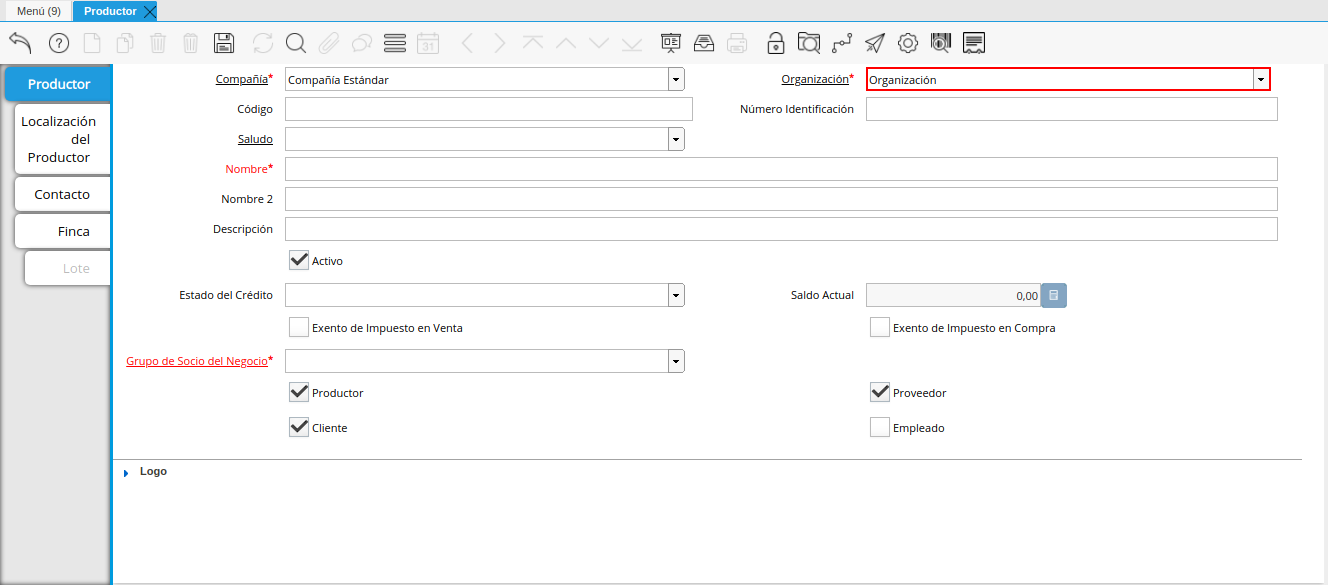 Menú (9)
Productor
31
Productor
Localización
del
Productor
Contacto
Finca
Lote
Compañía* Compañía Estándar Organización* Organización
Código Número Identificación
Saludo
Nombre*
Nombre 2
Descripción
Activo
Estado del Crédito Saldo Actual 0,00
Exento de Impuesto en Venta Exento de Impuesto en Compra
Grupo de Socio del Negocio*
Productor Proveedor
Cliente Empleado
Logo